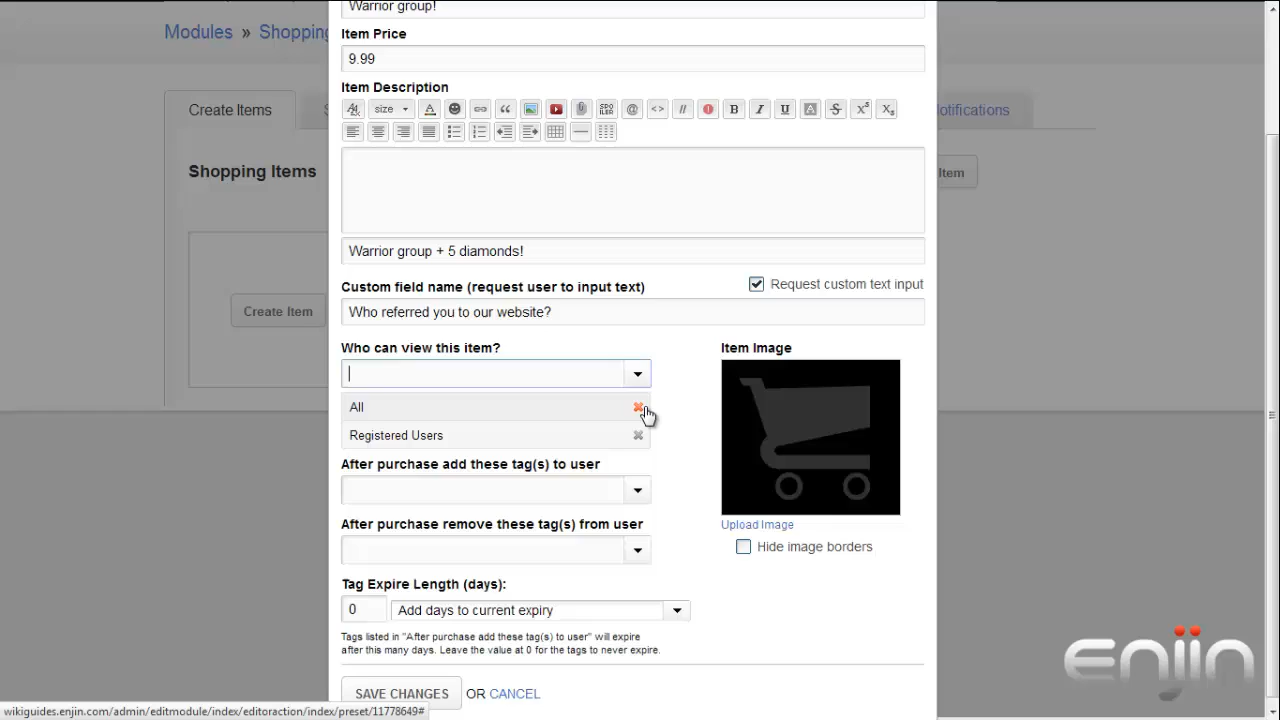 Warrior group!
Modules » Shopping
Item Price
9.99
Item Description
Create Items
S
otifications
size
SPO
ILER
@
<>
//
B I U A S X² Xs
Shopping Items
Item
Warrior group + 5 diamonds!
Custom field name (request user to input text)
Request custom text input
Create Item
Who referred you to our website?
Who can view this item?
Item Image
All
Registered Users
After purchase add these tag(s) to user
After purchase remove these tag(s) from user
Upload Image
Hide image borders
Tag Expire Length (days):
0
Add days to current expiry
Tags listed in "After purchase add these tag(s) to user" will expire
after this many days. Leave the value at 0 for the tags to never expire.
enjin
SAVE CHANGES OR CANCEL
wikiguides.enjin.com/admin/editmodule/index/editoraction/index/preset/11778649#